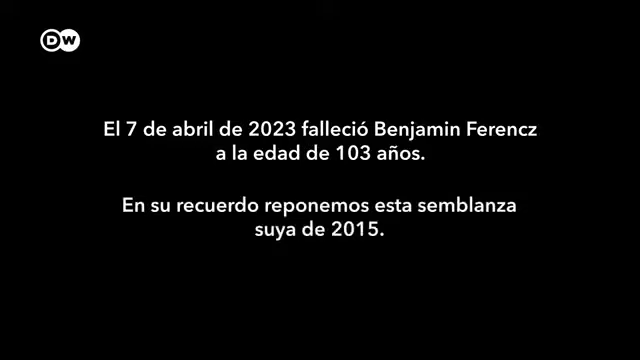 DW
El 7 de abril de 2023 falleció Benjamin Ferencz
a la edad de 103 años.
En su recuerdo reponemos esta semblanza
suya de 2015.